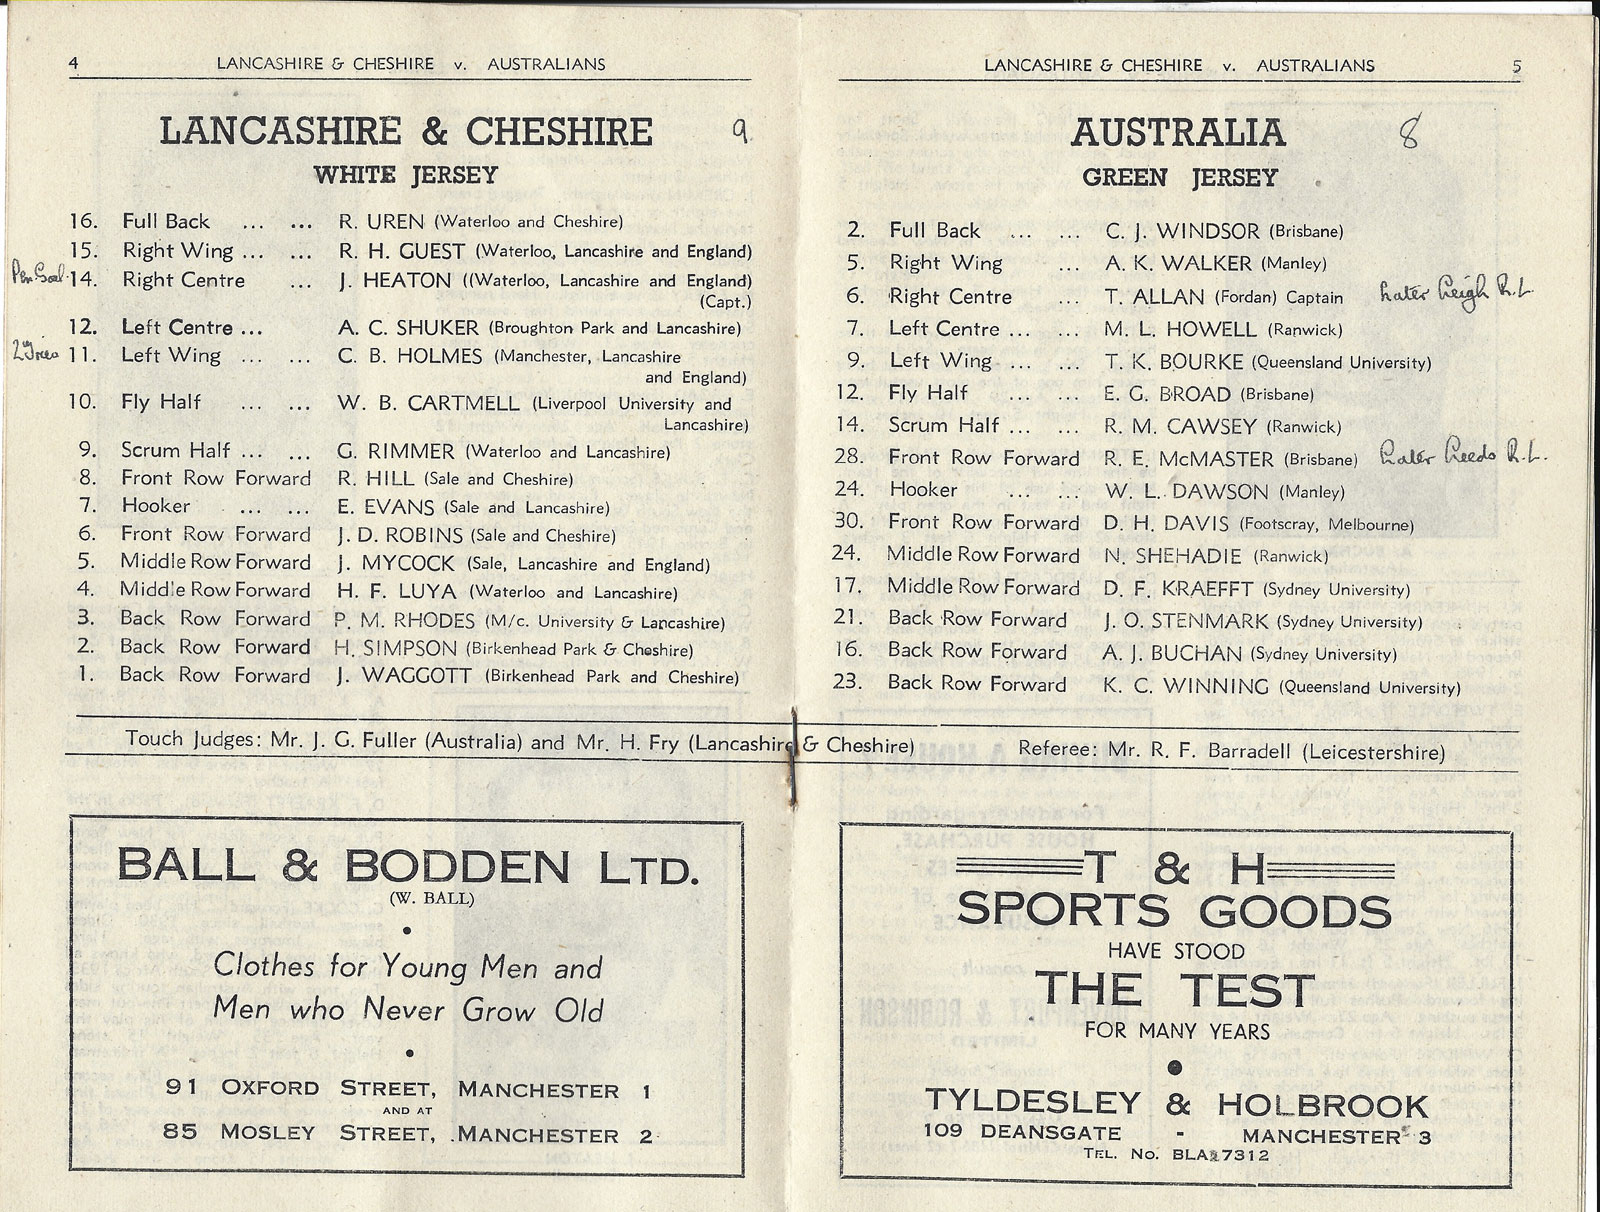 4 LANCASHIRE & CHESHIRE v. AUSTRALIANS
LANCASHIRE & CHESHIRE 9
WHITE JERSEY
16. Full Back ... ... R. UREN (Waterloo and Cheshire)
15. Right Wing ... ... R. H. GUEST (Waterloo, Lancashire and England)
Pen Goal 14. Right Centre ... J. HEATON ((Waterloo, Lancashire and England)
(Capt.)
12. Left Centre ... A. C. SHUKER (Broughton Park and Lancashire)
2 Tries 11. Left Wing ... ... C. B. HOLMES (Manchester, Lancashire
and England)
10. Fly Half ... ... W. B. CARTMELL (Liverpool University and
Lancashire)
9. Scrum Half ... ... G. RIMMER (Waterloo and Lancashire)
8. Front Row Forward R. HILL (Sale and Cheshire)
7. Hooker ... ... E. EVANS (Sale and Lancashire)
6. Front Row Forward J. D. ROBINS (Sale and Cheshire)
5. Middle Row Forward J. MYCOCK (Sale, Lancashire and England)
4. Middle Row Forward H. F. LUYA (Waterloo and Lancashire)
3. Back Row Forward P. M. RHODES (M/c. University & Lancashire)
2. Back Row Forward H. SIMPSON (Birkenhead Park & Cheshire)
1. Back Row Forward J. WAGGOTT (Birkenhead Park and Cheshire)
LANCASHIRE & CHESHIRE v. AUSTRALIANS 5
AUSTRALIA 8
GREEN JERSEY
2. Full Back ... ... C. J. WINDSOR (Brisbane)
5. Right Wing ... A. K. WALKER (Manley)
6. Right Centre ... T. ALLAN (Fordan) Captain Later Leigh R.L.
7. Left Centre ... ... M. L. HOWELL (Ranwick)
9. Left Wing ... ... T. K. BOURKE (Queensland University)
12. Fly Half ... ... E. G. BROAD (Brisbane)
14. Scrum Half ... ... R. M. CAWSEY (Ranwick)
28. Front Row Forward R. E. McMASTER (Brisbane) Later Leeds R.L.
24. Hooker ... ... W. L. DAWSON (Manley)
30. Front Row Forward D. H. DAVIS (Footscray, Melbourne)
24. Middle Row Forward N. SHEHADIE (Ranwick)
17. Middle Row Forward D. F. KRAEFFT (Sydney University)
21. Back Row Forward J. O. STENMARK (Sydney University)
16. Back Row Forward A. J. BUCHAN (Sydney University)
23. Back Row Forward K. C. WINNING (Queensland University)
Touch Judges: Mr. J. G. Fuller (Australia) and Mr. H. Fry (Lancashire & Cheshire) Referee: Mr. R. F. Barradell (Leicestershire)
BALL & BODDEN LTD.
(W. BALL)
Clothes for Young Men and
Men who Never Grow Old
91 OXFORD STREET, MANCHESTER 1
AND AT
85 MOSLEY STREET, MANCHESTER 2
T & H
SPORTS GOODS
HAVE STOOD
THE TEST
FOR MANY YEARS
TYLDESLEY & HOLBROOK
109 DEANSGATE - MANCHESTER 3
TEL. No. BLA 7312